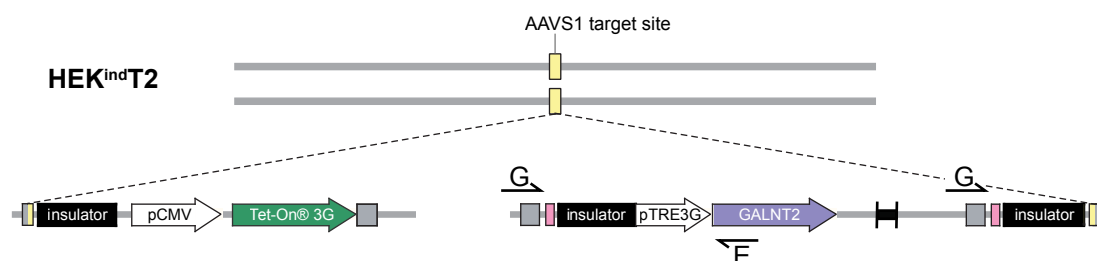 AAVS1 target site
HEKindT2
G
G
insulator
pCMV
Tet-On® 3G
insulator
pTRE3G
GALNT2
insulator
F